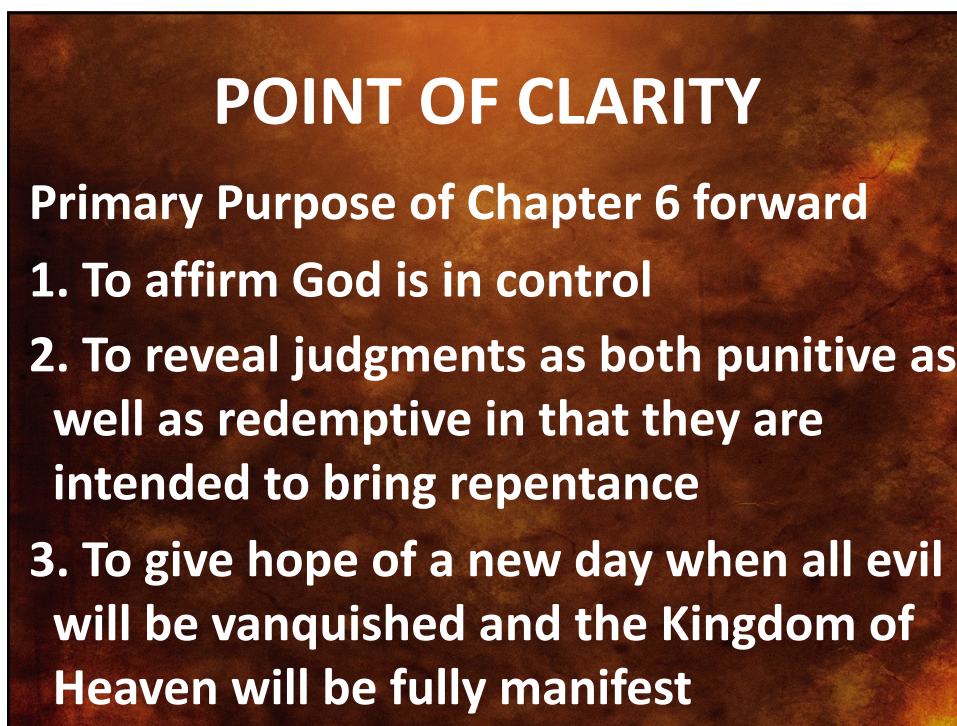 POINT OF CLARITY
Primary Purpose of Chapter 6 forward
1. To affirm God is in control
2. To reveal judgments as both punitive as
well as redemptive in that they are
intended to bring repentance
3. To give hope of a new day when all evil
will be vanquished and the Kingdom of
Heaven will be fully manifest